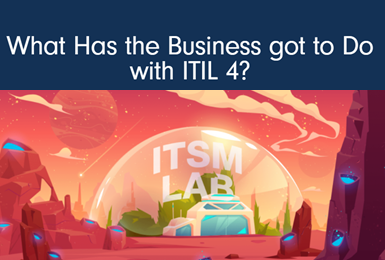 What Has the Business got to Do
with ITIL 4?
ITSM
LAB